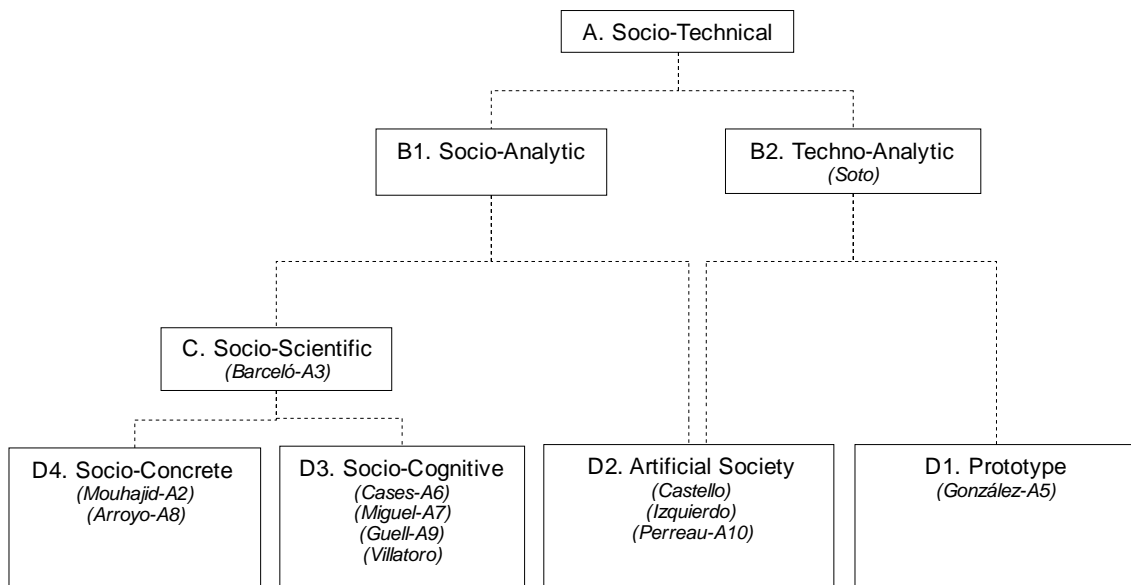 A. Socio-Technical
B1. Socio-Analytic
B2. Techno-Analytic
(Soto)
C. Socio-Scientific
(Barceló-A3)
D4. Socio-Concrete
(Mouhajid-A2)
(Arroyo-A8)
D3. Socio-Cognitive
(Cases-A6)
(Miguel-A7)
(Guell-A9)
(Villatoro)
D2. Artificial Society
(Castello)
(Izquierdo)
(Perreau-A10)
D1. Prototype
(González-A5)